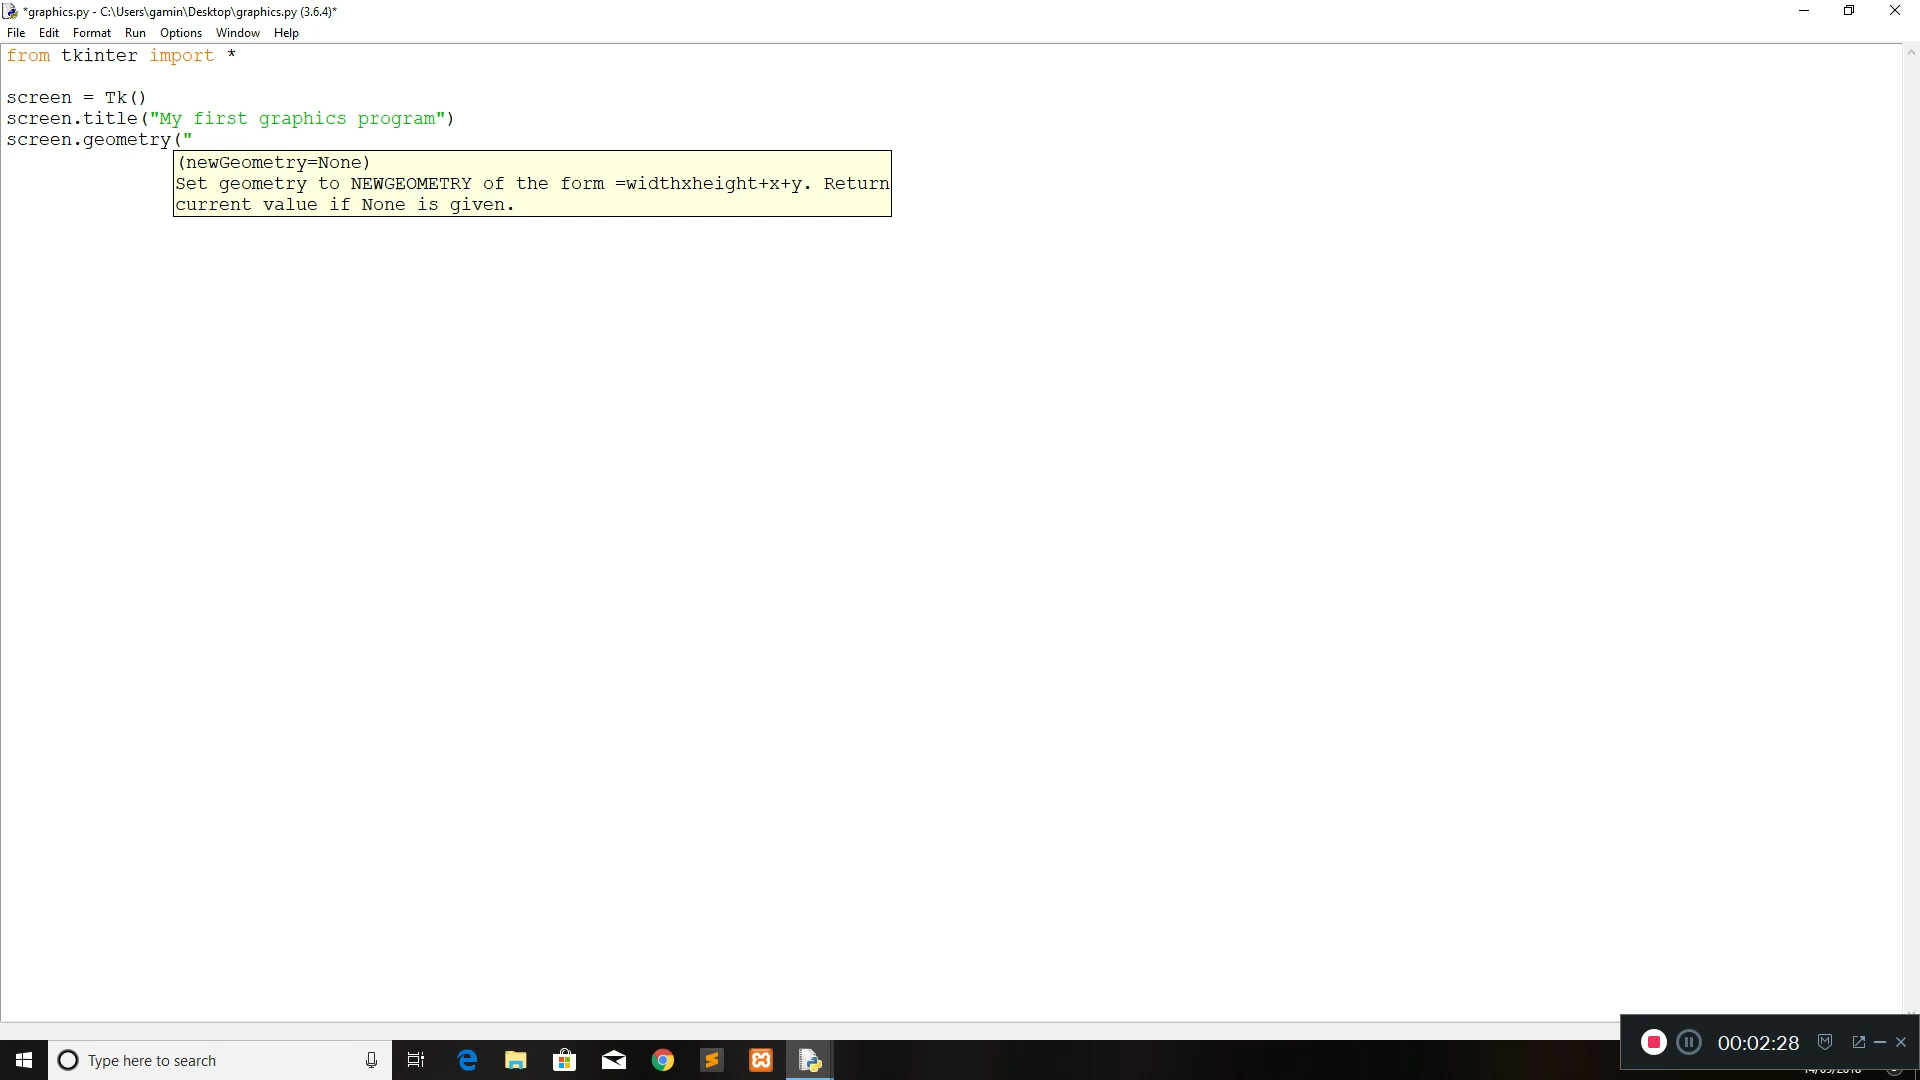 *graphics.py - C:\Users\gamin\Desktop\graphics.py (3.6.4)*
File Edit Format Run Options Window Help
from tkinter import *
screen = Tk()
screen.title("My first graphics program")
screen.geometry("
(newGeometry=None)
Set geometry to NEWGEOMETRY of the form =widthxheight+x+y. Return
current value if None is given.
Type here to search
00:02:28